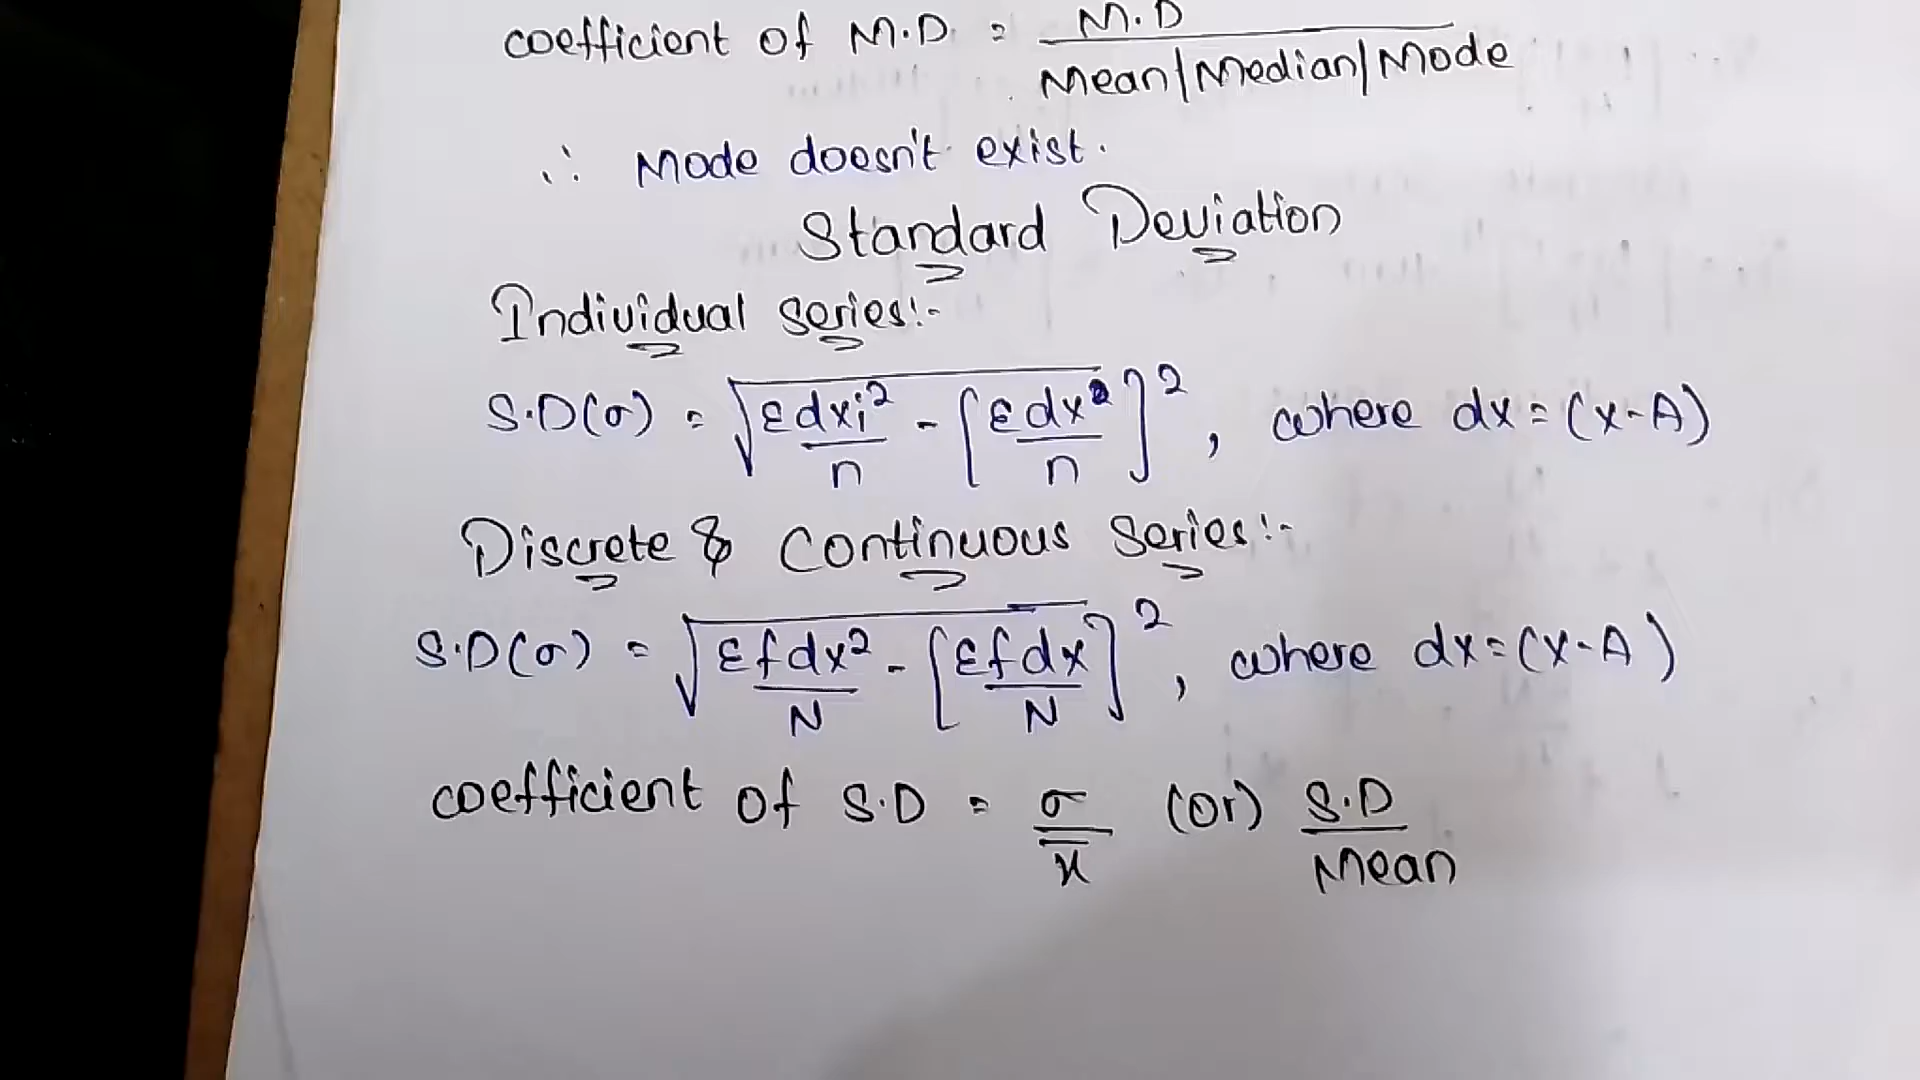 coefficient of M.D. = M.D / Mean|Median|Mode
∴ Mode doesn't exist.
Standard Deviation
Individual series:-
S.D(σ) = √Σdxi²/n - [Σdx/n]², where dx = (x-A)
Discrete & Continuous Series:-
S.D(σ) = √Σfdx²/N - [Σfdx/N]², where dx = (x-A)
coefficient of S.D = σ/x̅ (or) S.D/Mean